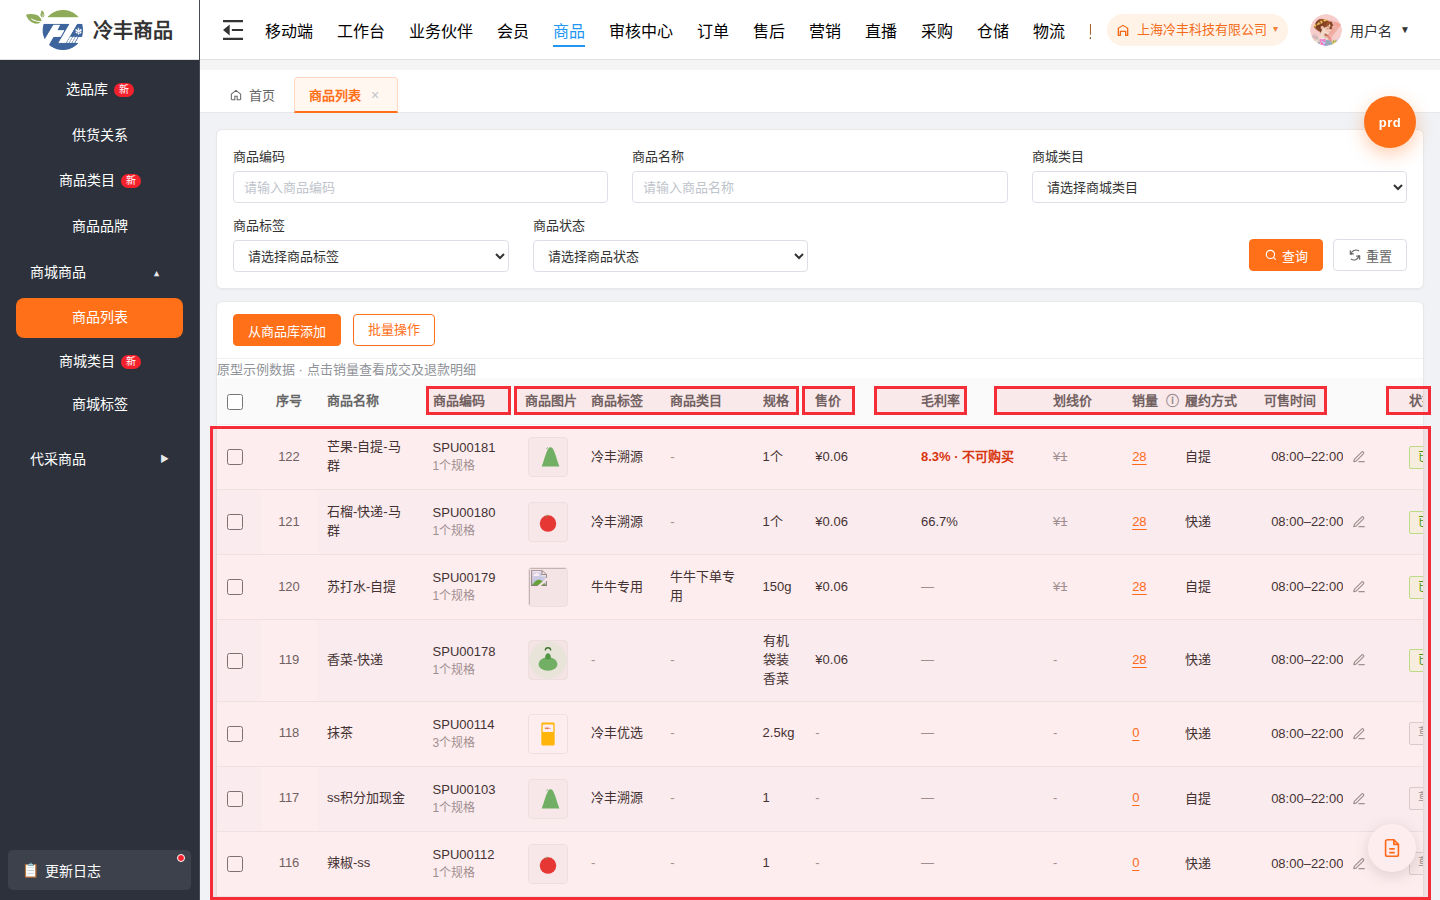 冷丰商品
移动端 工作台 业务伙伴 会员 商品 审核中心 订单 售后 营销 直播 采购 仓储 物流
上海冷丰科技有限公司 ▾
用户名 ▼
选品库 新
供货关系
商品类目 新
商品品牌
商城商品 ▲
商品列表
商城类目 新
商城标签
代采商品 ▶
更新日志
首页
商品列表 ×
prd
商品编码 商品名称 商城类目
请输入商品编码 请输入商品名称 请选择商城类目
商品标签 商品状态
请选择商品标签 请选择商品状态
查询 重置
从商品库添加 批量操作
原型示例数据 · 点击销量查看成交及退款明细
序号 商品名称 商品编码 商品图片 商品标签 商品类目 规格 售价 毛利率 划线价 销量 ⓘ 履约方式 可售时间
122 芒果-自提-马群 SPU00181 1个规格 冷丰溯源 - 1个 ¥0.06 8.3% · 不可购买 ¥1 28 自提 08:00–22:00
121 石榴-快递-马群 SPU00180 1个规格 冷丰溯源 - 1个 ¥0.06 66.7% ¥1 28 快递 08:00–22:00
120 苏打水-自提 SPU00179 1个规格 牛牛专用 牛牛下单专用 150g ¥0.06 — ¥1 28 自提 08:00–22:00
119 香菜-快递 SPU00178 1个规格 - - 有机袋装香菜 ¥0.06 — - 28 快递 08:00–22:00
118 抹茶 SPU00114 3个规格 冷丰优选 - 2.5kg - — - 0 快递 08:00–22:00
117 ss积分加现金 SPU00103 1个规格 冷丰溯源 - 1 - — - 0 自提 08:00–22:00
116 辣椒-ss SPU00112 1个规格 - - 1 - — - 0 快递 08:00–22:00